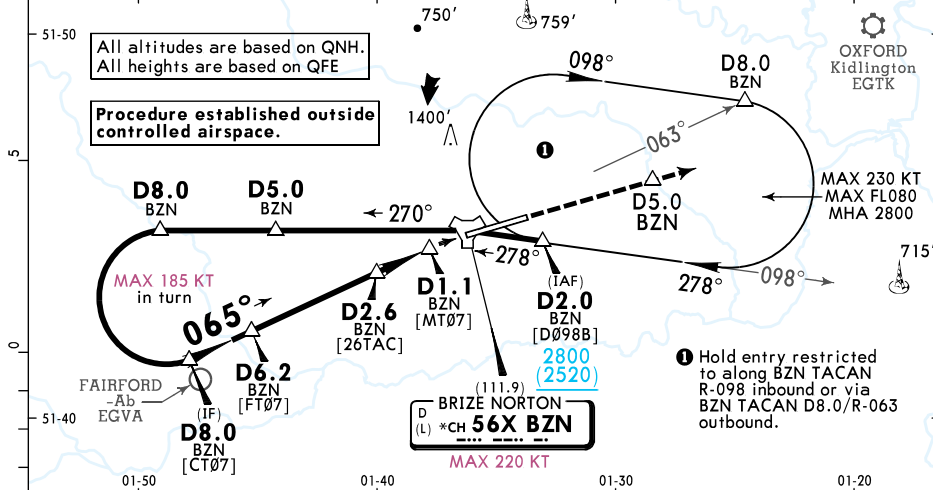 51-50
750'
759'
All altitudes are based on QNH.
All heights are based on QFE
098°
D8.0
BZN
OXFORD
Kidlington
EGTK
Procedure established outside
controlled airspace.
1400'
063°
1
5
D8.0
BZN
D5.0
BZN
270°
D5.0
BZN
MAX 230 KT
MAX FL080
MHA 2800
278°
715'
MAX 185 KT
in turn
065°
D1.1
BZN
[MTØ7]
(IAF)
D2.0
BZN
[DØ98B]
2800
(2520)
278°
098°
D2.6
BZN
[26TAC]
0
D6.2
BZN
[FTØ7]
FAIRFORD
-Ab
EGVA
(IF)
D8.0
BZN
[CTØ7]
1 Hold entry restricted
to along BZN TACAN
R-098 inbound or via
BZN TACAN D8.0/R-063
outbound.
(111.9)
BRIZE NORTON
D
(L) *CH 56X BZN
MAX 220 KT
51-40
01-50
01-40
01-30
01-20